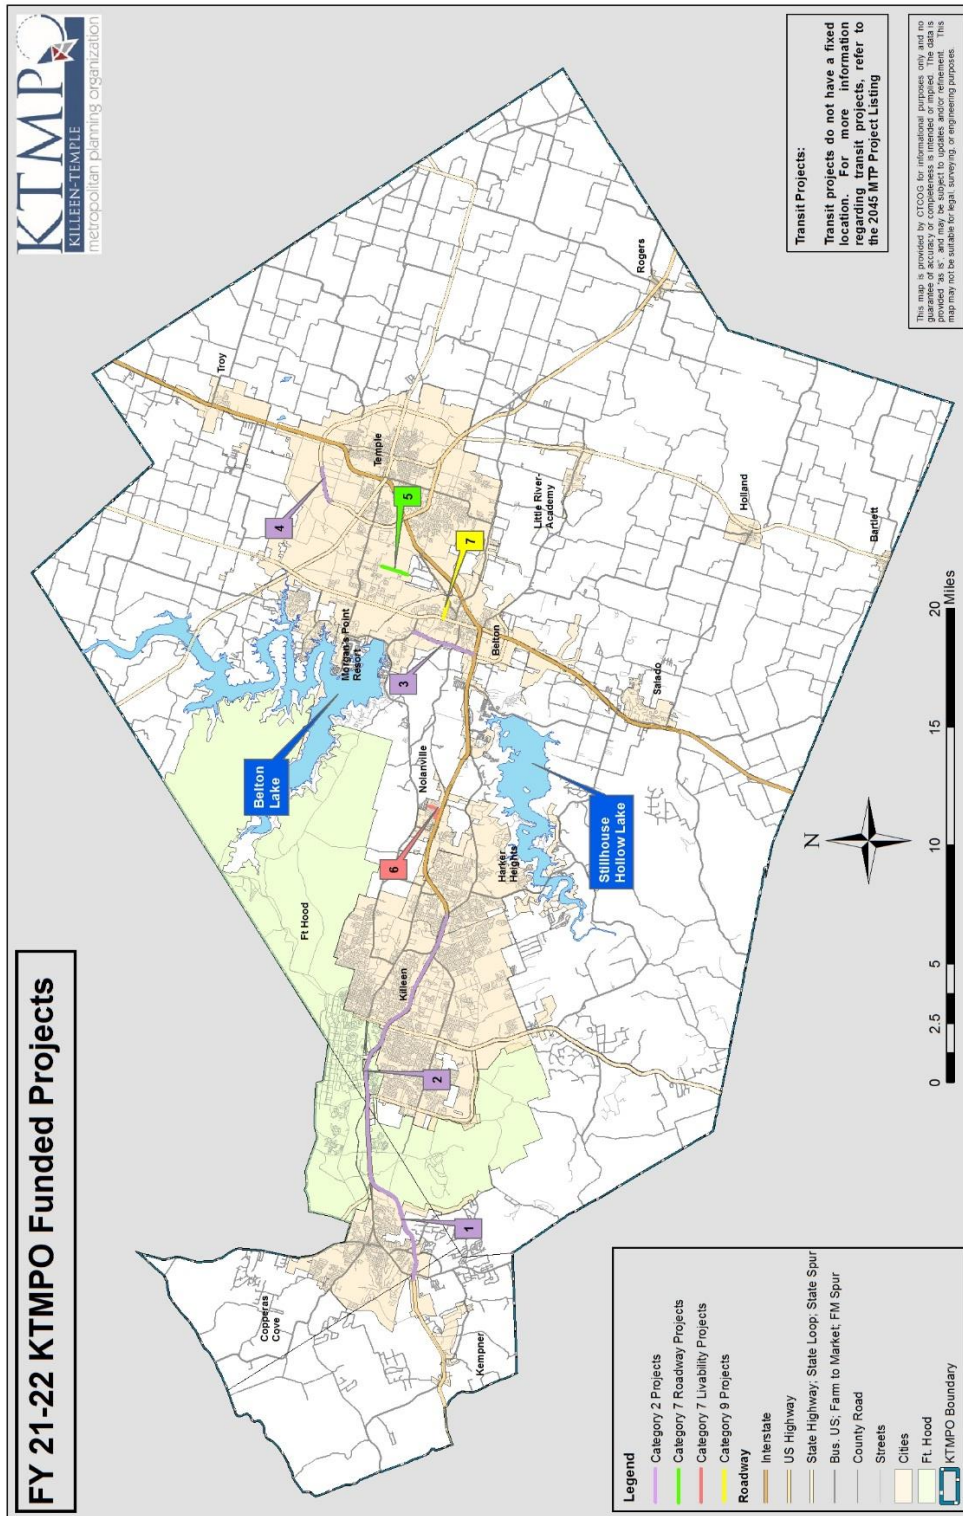 FY 21-22 KTMPO Funded Projects
KTMPO
KILLEEN-TEMPLE
metropolitan planning organization
Troy
Temple
4
5
7
Morgan's Point
Resort
Belton
Lake
3
Belton
Little River-
Academy
Rogers
Holland
Bartlett
Salado
Nolanville
6
Harker
Heights
Stillhouse
Hollow Lake
Ft Hood
Killeen
2
1
Copperas
Cove
Kempner
N
0
2.5
5
10
15
20
Miles
Transit Projects:
Transit projects do not have a fixed
location. For more information
regarding transit projects, refer to
the 2045 MTP Project Listing
This map is provided by CTCOG for informational purposes only and no
guarantee of accuracy or completeness is intended or implied. The data is
provided "as is", and may be subject to updates and/or refinement. This
map may not be suitable for legal, surveying, or engineering purposes.
Legend
Category 2 Projects
Category 7 Roadway Projects
Category 7 Livability Projects
Category 9 Projects
Roadway
Interstate
US Highway
State Highway; State Loop; State Spur
Bus. US; Farm to Market; FM Spur
County Road
Streets
Cities
Ft. Hood
KTMPO Boundary